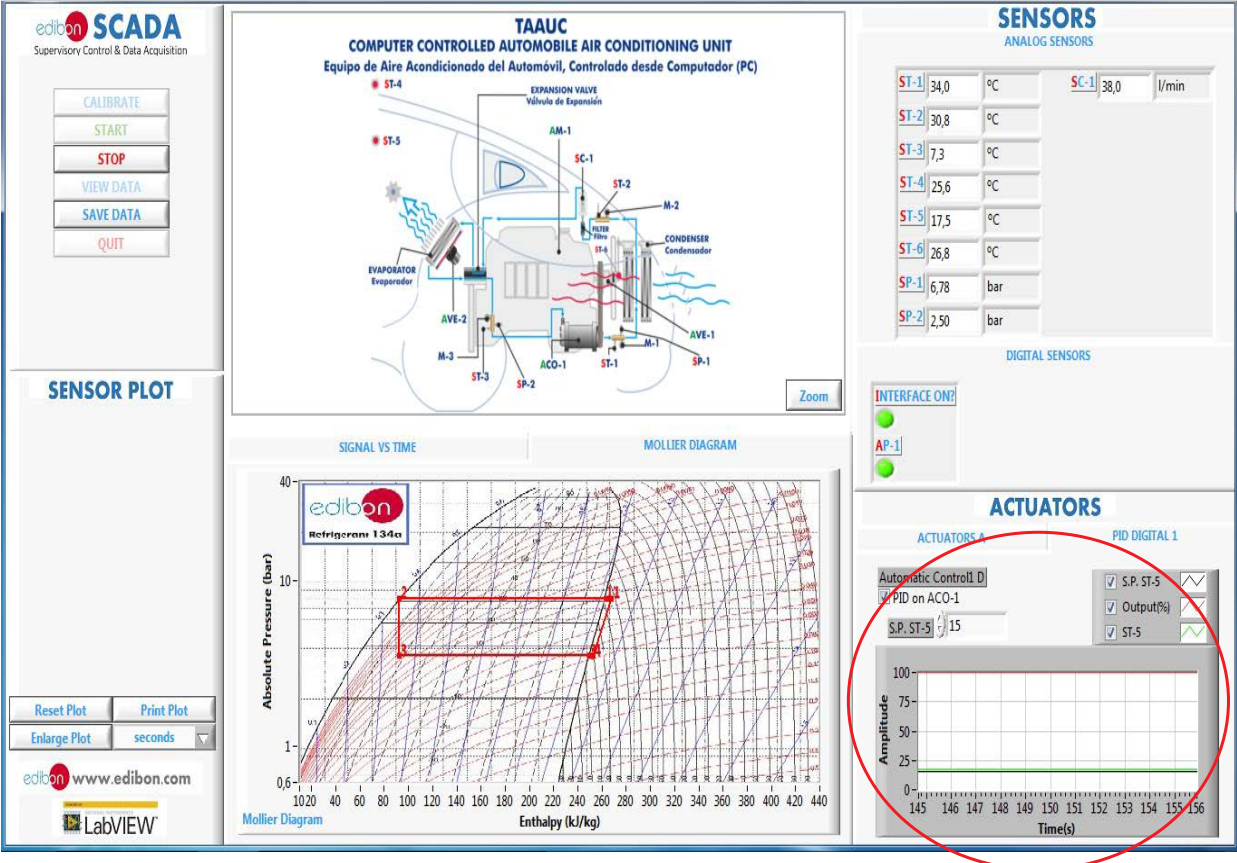 edibon SCADA
Supervisory Control & Data Acquisition
CALIBRATE
START
STOP
VIEW DATA
SAVE DATA
QUIT
SENSOR PLOT
Reset Plot
Print Plot
Enlarge Plot
seconds
edibon www.edibon.com
LabVIEW
TAAUC
COMPUTER CONTROLLED AUTOMOBILE AIR CONDITIONING UNIT
Equipo de Aire Acondicionado del Automóvil, Controlado desde Computador (PC)
ST-4
EXPANSION VALVE
Válvula de Expansión
AM-1
ST-5
SC-1
ST-2
M-2
FILTER
Filtro
ST-6
CONDENSER
Condensador
EVAPORATOR
Evaporador
AVE-2
AVE-1
M-3
ACO-1
ST-1
M-1
SP-1
ST-3
SP-2
Zoom
SIGNAL VS TIME
MOLLIER DIAGRAM
edibon
Refrigerant 134a
Absolute Pressure (bar)
40
10
1
0,6
2
1
3
4
10 20 40 60 80 100 120 140 160 180 200 220 240 260 280 300 320 340 360 380 400 420 440
Mollier Diagram
Enthalpy (kJ/kg)
SENSORS
ANALOG SENSORS
ST-1 34,0 ºC
SC-1 38,0 l/min
ST-2 30,8 ºC
ST-3 7,3 ºC
ST-4 25,6 ºC
ST-5 17,5 ºC
ST-6 26,8 ºC
SP-1 6,78 bar
SP-2 2,50 bar
DIGITAL SENSORS
INTERFACE ON?
AP-1
ACTUATORS
ACTUATORS A
PID DIGITAL 1
Automatic Control1 D
PID on ACO-1
S.P. ST-5 15
S.P. ST-5
Output(%)
ST-5
Amplitude
100
75
50
25
0
145 146 147 148 149 150 151 152 153 154 155 156
Time(s)